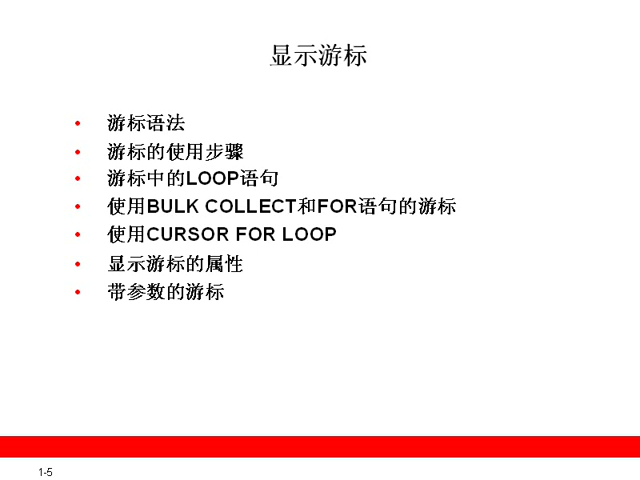 显示游标
• 游标语法
• 游标的使用步骤
• 游标中的LOOP语句
• 使用BULK COLLECT和FOR语句的游标
• 使用CURSOR FOR LOOP
• 显示游标的属性
• 带参数的游标
1-5